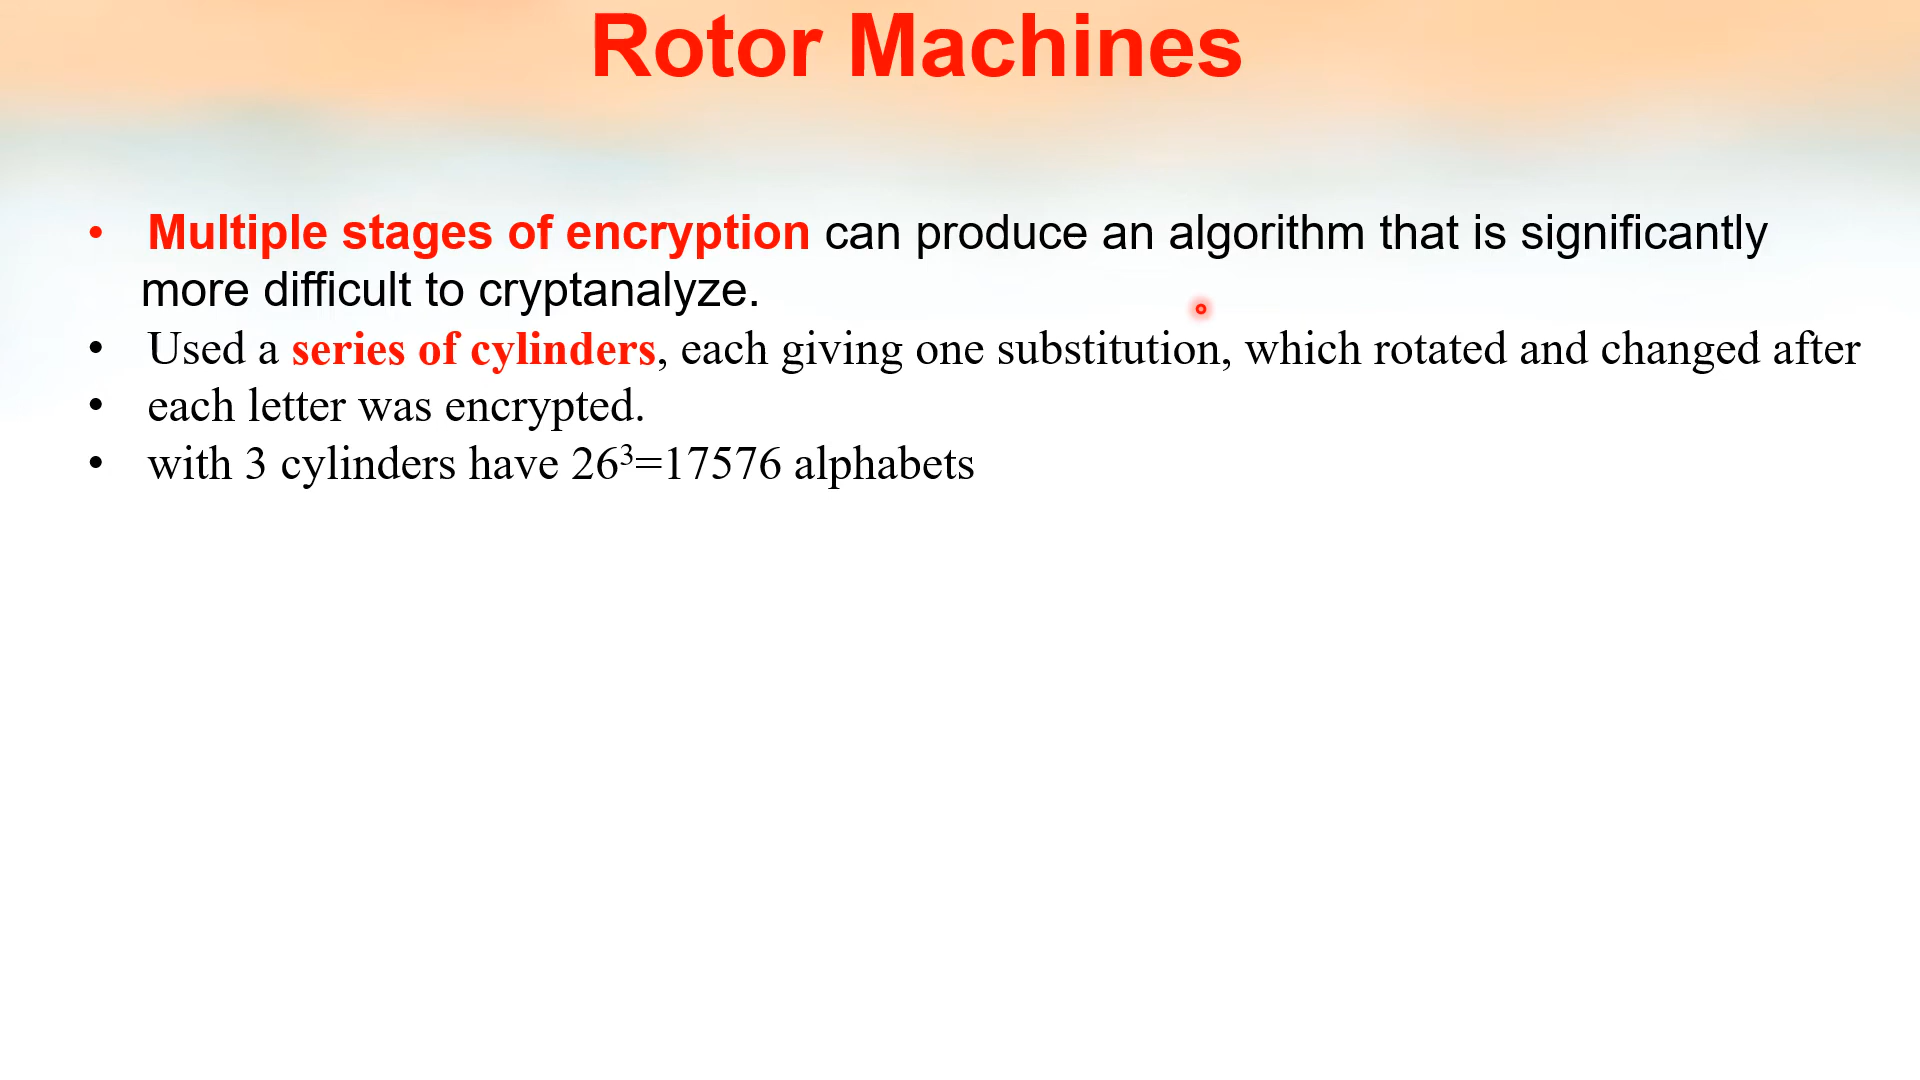 Rotor Machines
• Multiple stages of encryption can produce an algorithm that is significantly
more difficult to cryptanalyze.
• Used a series of cylinders, each giving one substitution, which rotated and changed after
• each letter was encrypted.
• with 3 cylinders have 26³=17576 alphabets